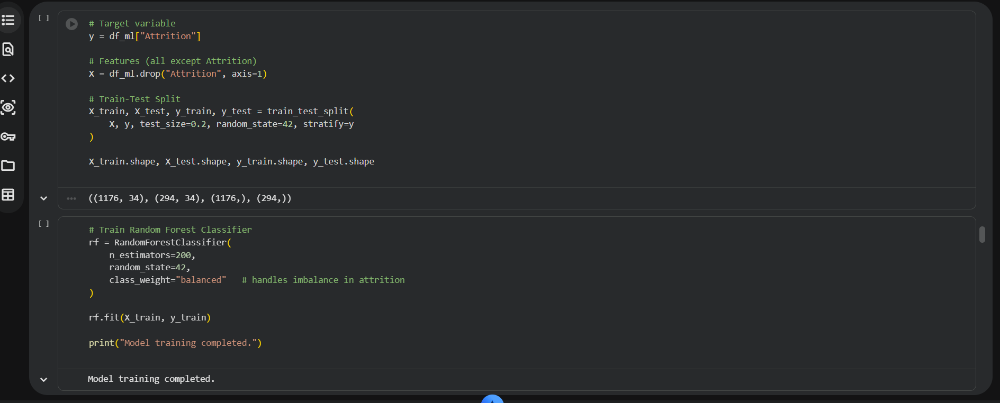 [ ]
# Target variable
y = df_ml["Attrition"]
# Features (all except Attrition)
X = df_ml.drop("Attrition", axis=1)
# Train-Test Split
X_train, X_test, y_train, y_test = train_test_split(
    X, y, test_size=0.2, random_state=42, stratify=y
)
X_train.shape, X_test.shape, y_train.shape, y_test.shape
((1176, 34), (294, 34), (1176,), (294,))
[ ]
# Train Random Forest Classifier
rf = RandomForestClassifier(
    n_estimators=200,
    random_state=42,
    class_weight="balanced"   # handles imbalance in attrition
)
rf.fit(X_train, y_train)
print("Model training completed.")
Model training completed.